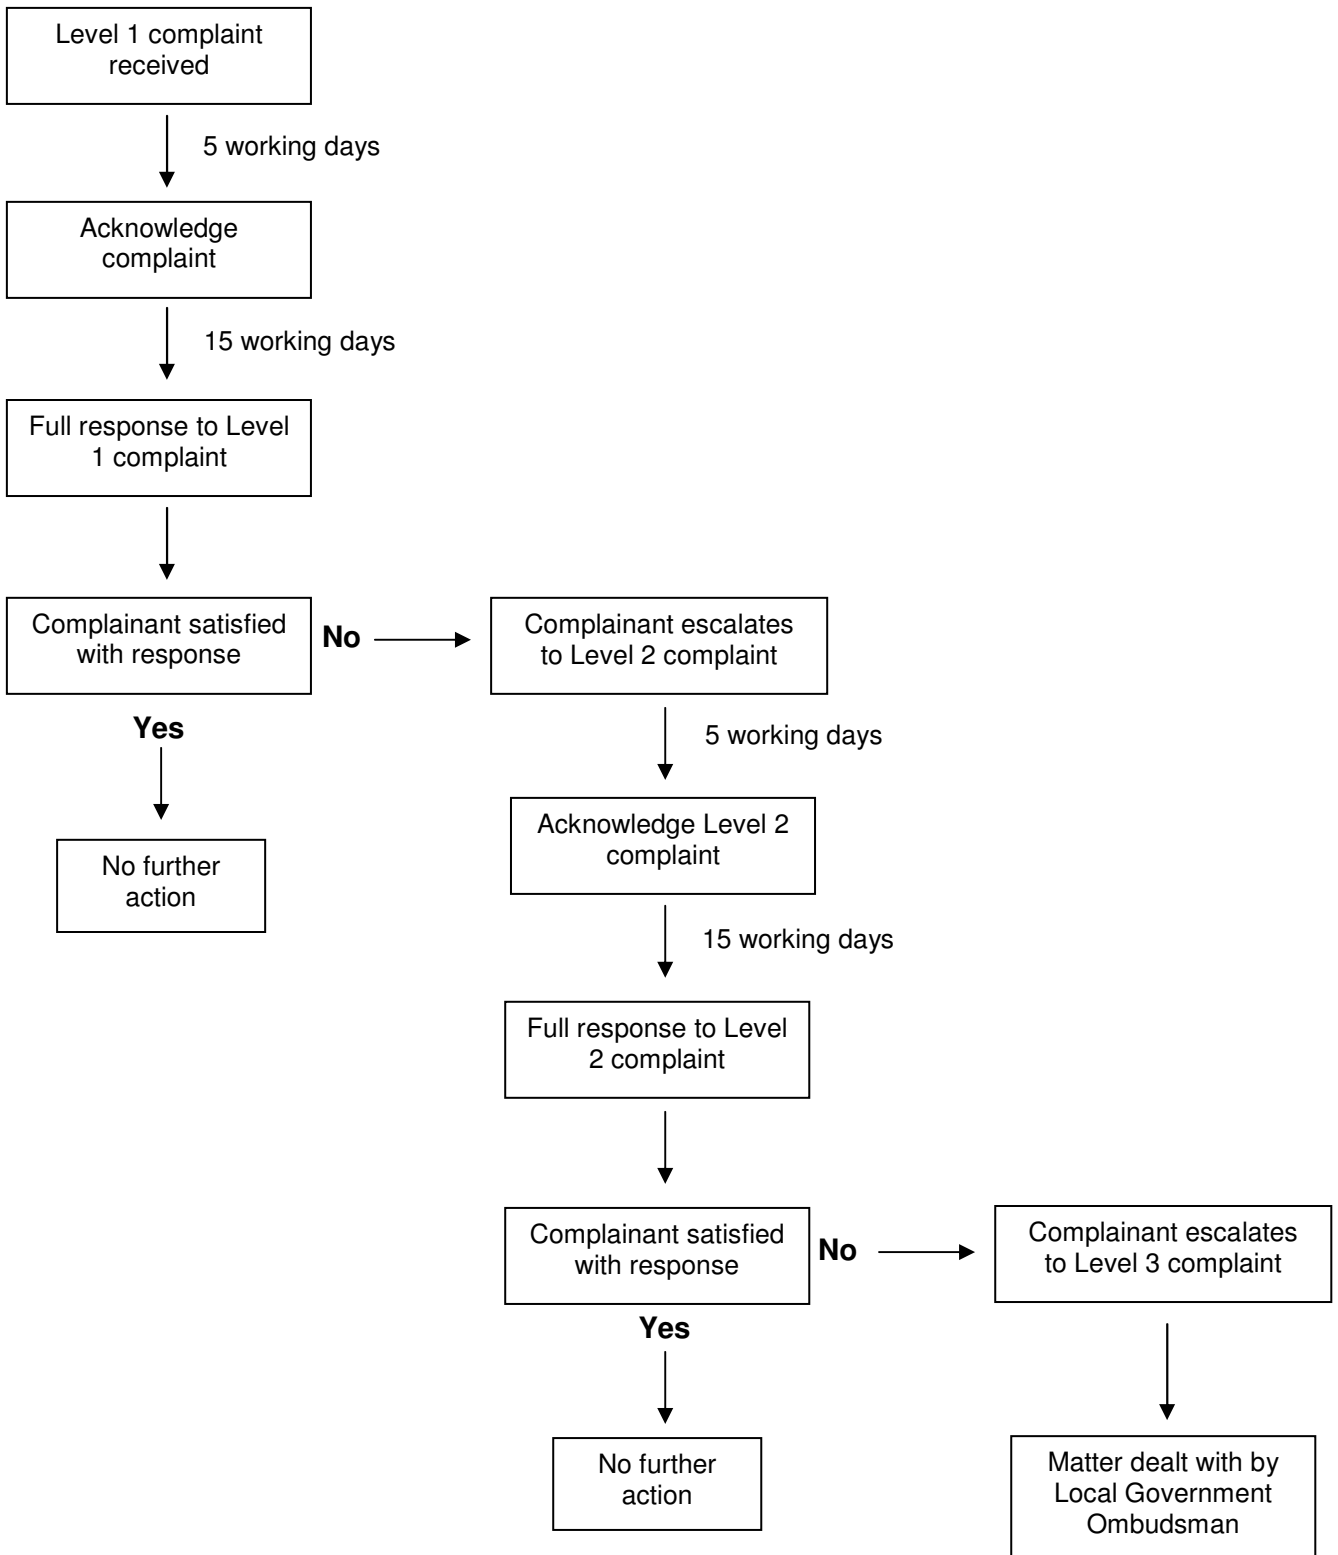 Level 1 complaint
received
5 working days
Acknowledge
complaint
15 working days
Full response to Level
1 complaint
Complainant satisfied
with response
No
Complainant escalates
to Level 2 complaint
Yes
5 working days
No further
action
Acknowledge Level 2
complaint
15 working days
Full response to Level
2 complaint
Complainant satisfied
with response
No
Complainant escalates
to Level 3 complaint
Yes
No further
action
Matter dealt with by
Local Government
Ombudsman